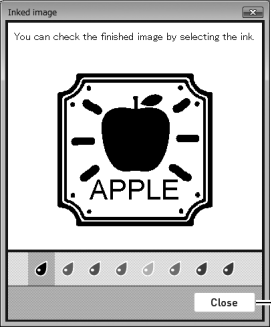 Inked image
You can check the finished image by selecting the ink.
APPLE
Close